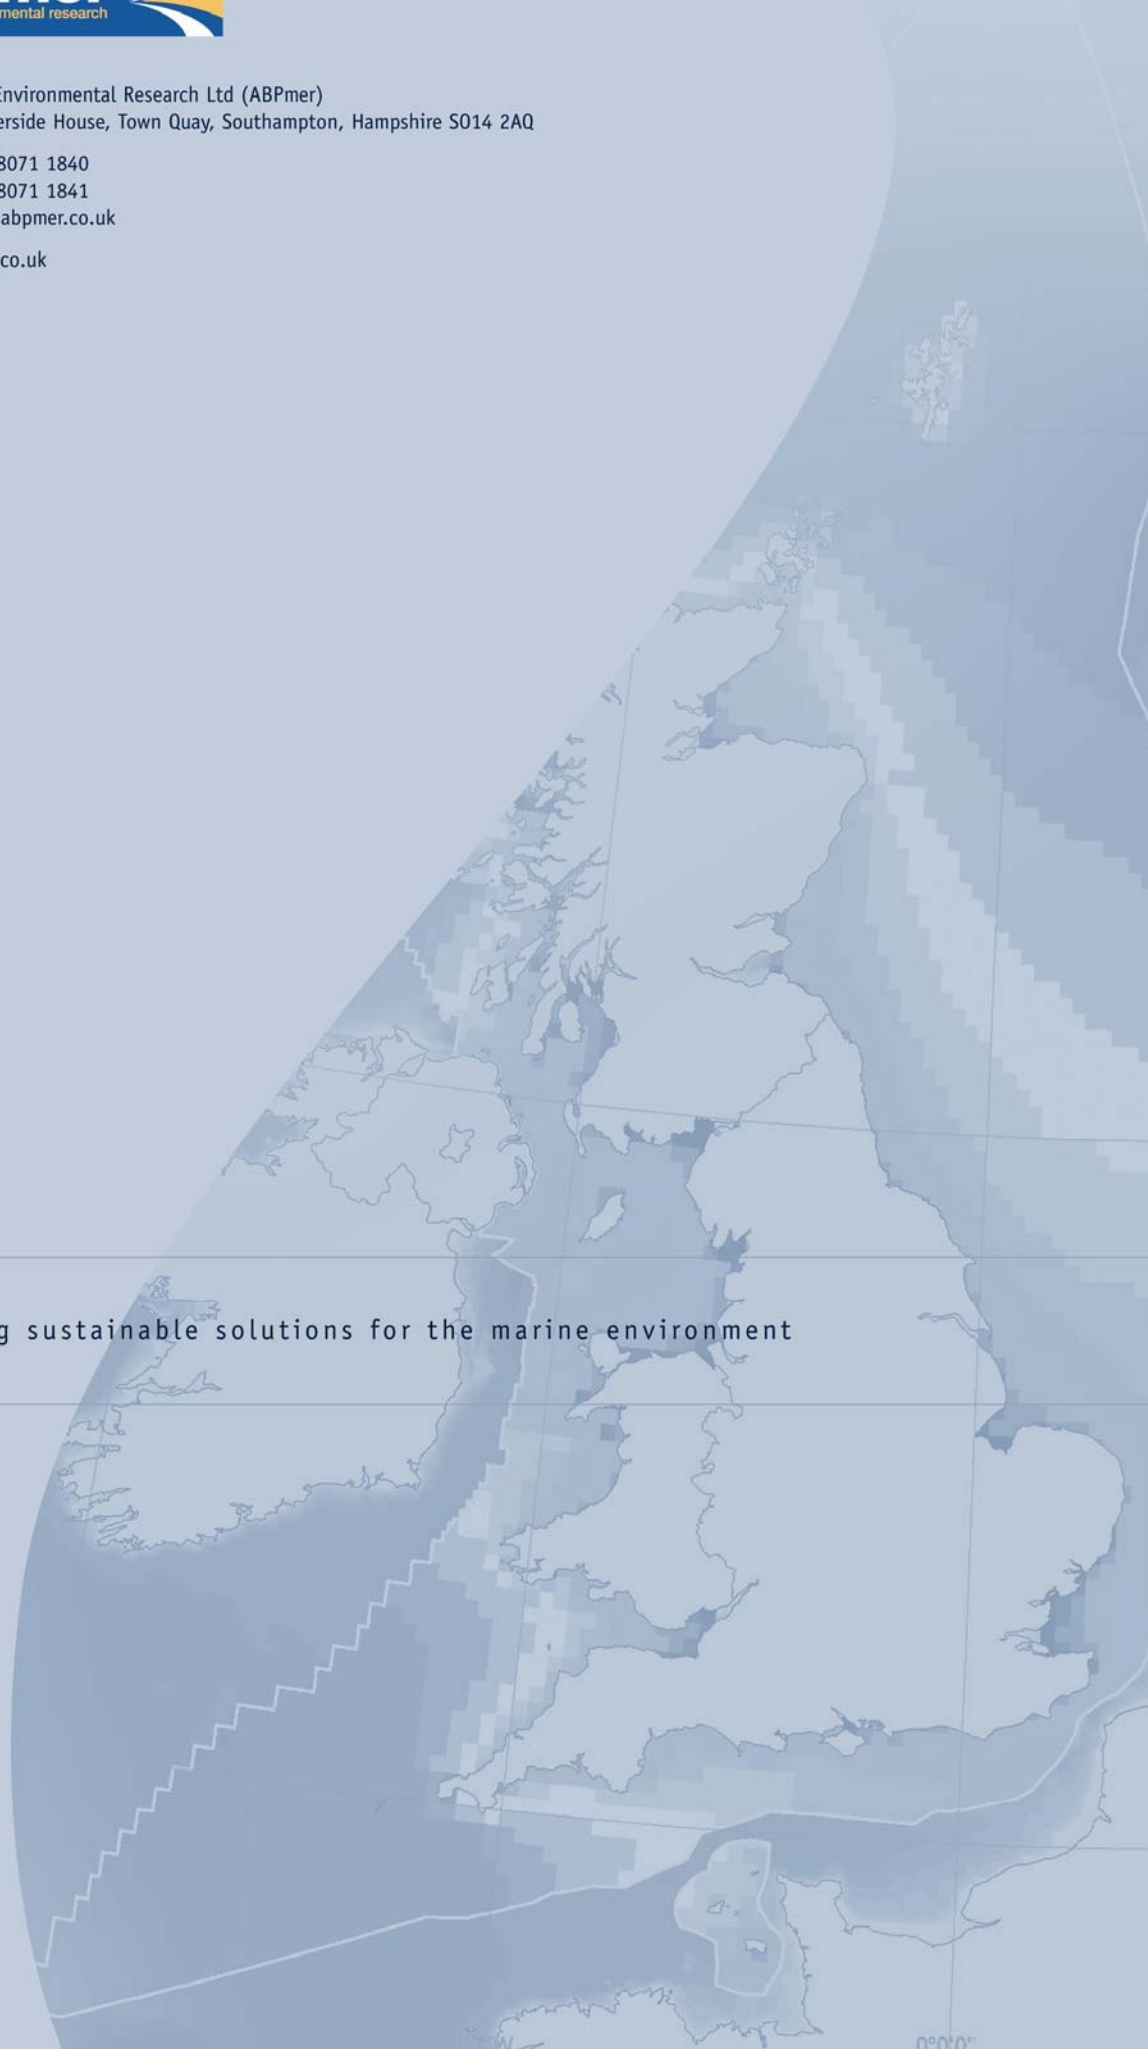 mental research
Environmental Research Ltd (ABPmer)
erside House, Town Quay, Southampton, Hampshire SO14 2AQ
8071 1840
8071 1841
abpmer.co.uk
co.uk
g sustainable solutions for the marine environment
W
0°0'0"